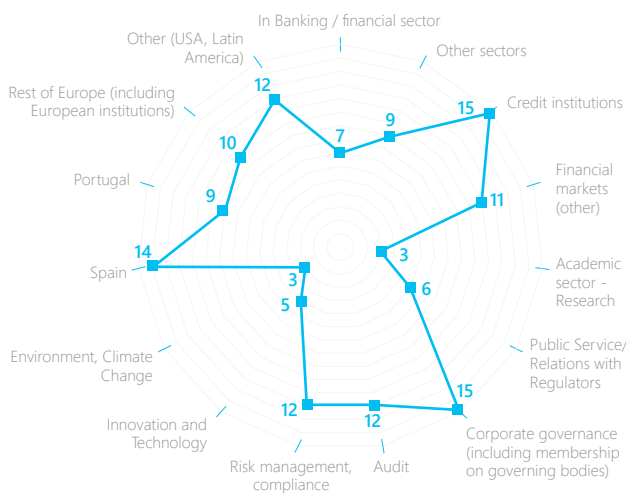 In Banking / financial sector
Other (USA, Latin
America)
Other sectors
Rest of Europe (including
European institutions)
Credit institutions
12
15
7
9
10
Financial
markets
(other)
Portugal
9
11
14
Spain
3
3
Academic
sector -
Research
5
6
Environment, Climate
Change
Public Service/
Relations with
Regulators
15
12
12
Innovation and
Technology
Corporate governance
(including membership
on governing bodies)
Risk management,
compliance
Audit